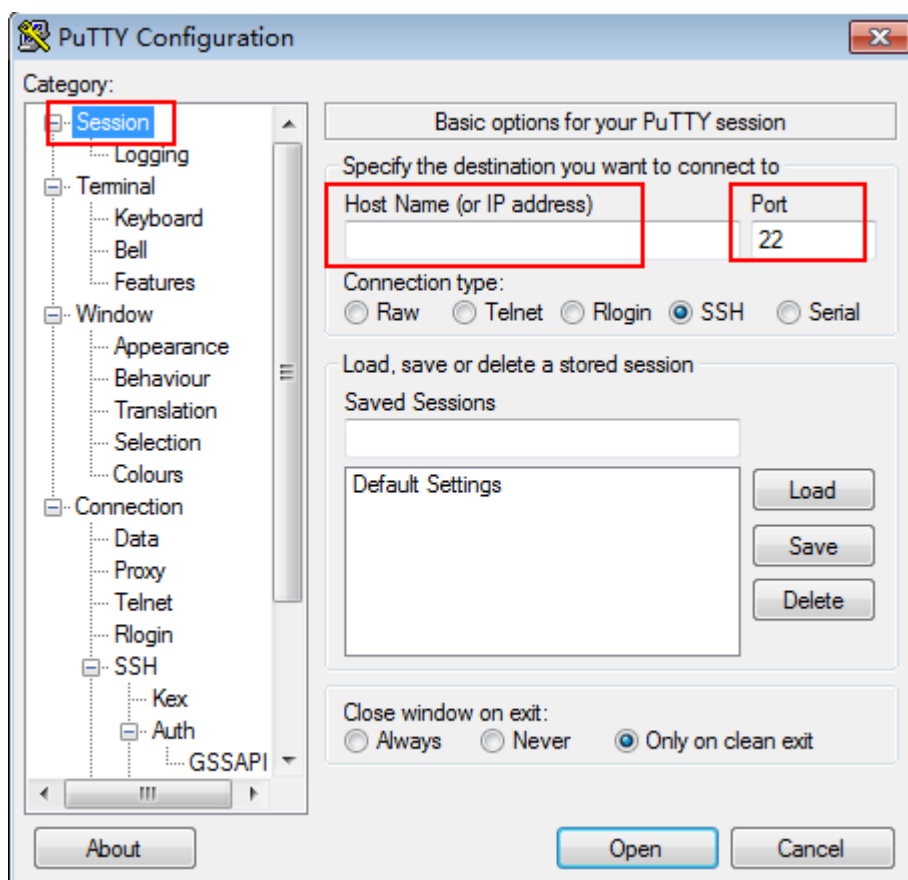 PuTTY Configuration
Category:
Session
Logging
Terminal
Keyboard
Bell
Features
Window
Appearance
Behaviour
Translation
Selection
Colours
Connection
Data
Proxy
Telnet
Rlogin
SSH
Kex
Auth
GSSAPI
Basic options for your PuTTY session
Specify the destination you want to connect to
Host Name (or IP address) Port
22
Connection type:
Raw Telnet Rlogin SSH Serial
Load, save or delete a stored session
Saved Sessions
Default Settings
Load
Save
Delete
Close window on exit:
Always Never Only on clean exit
About Open Cancel